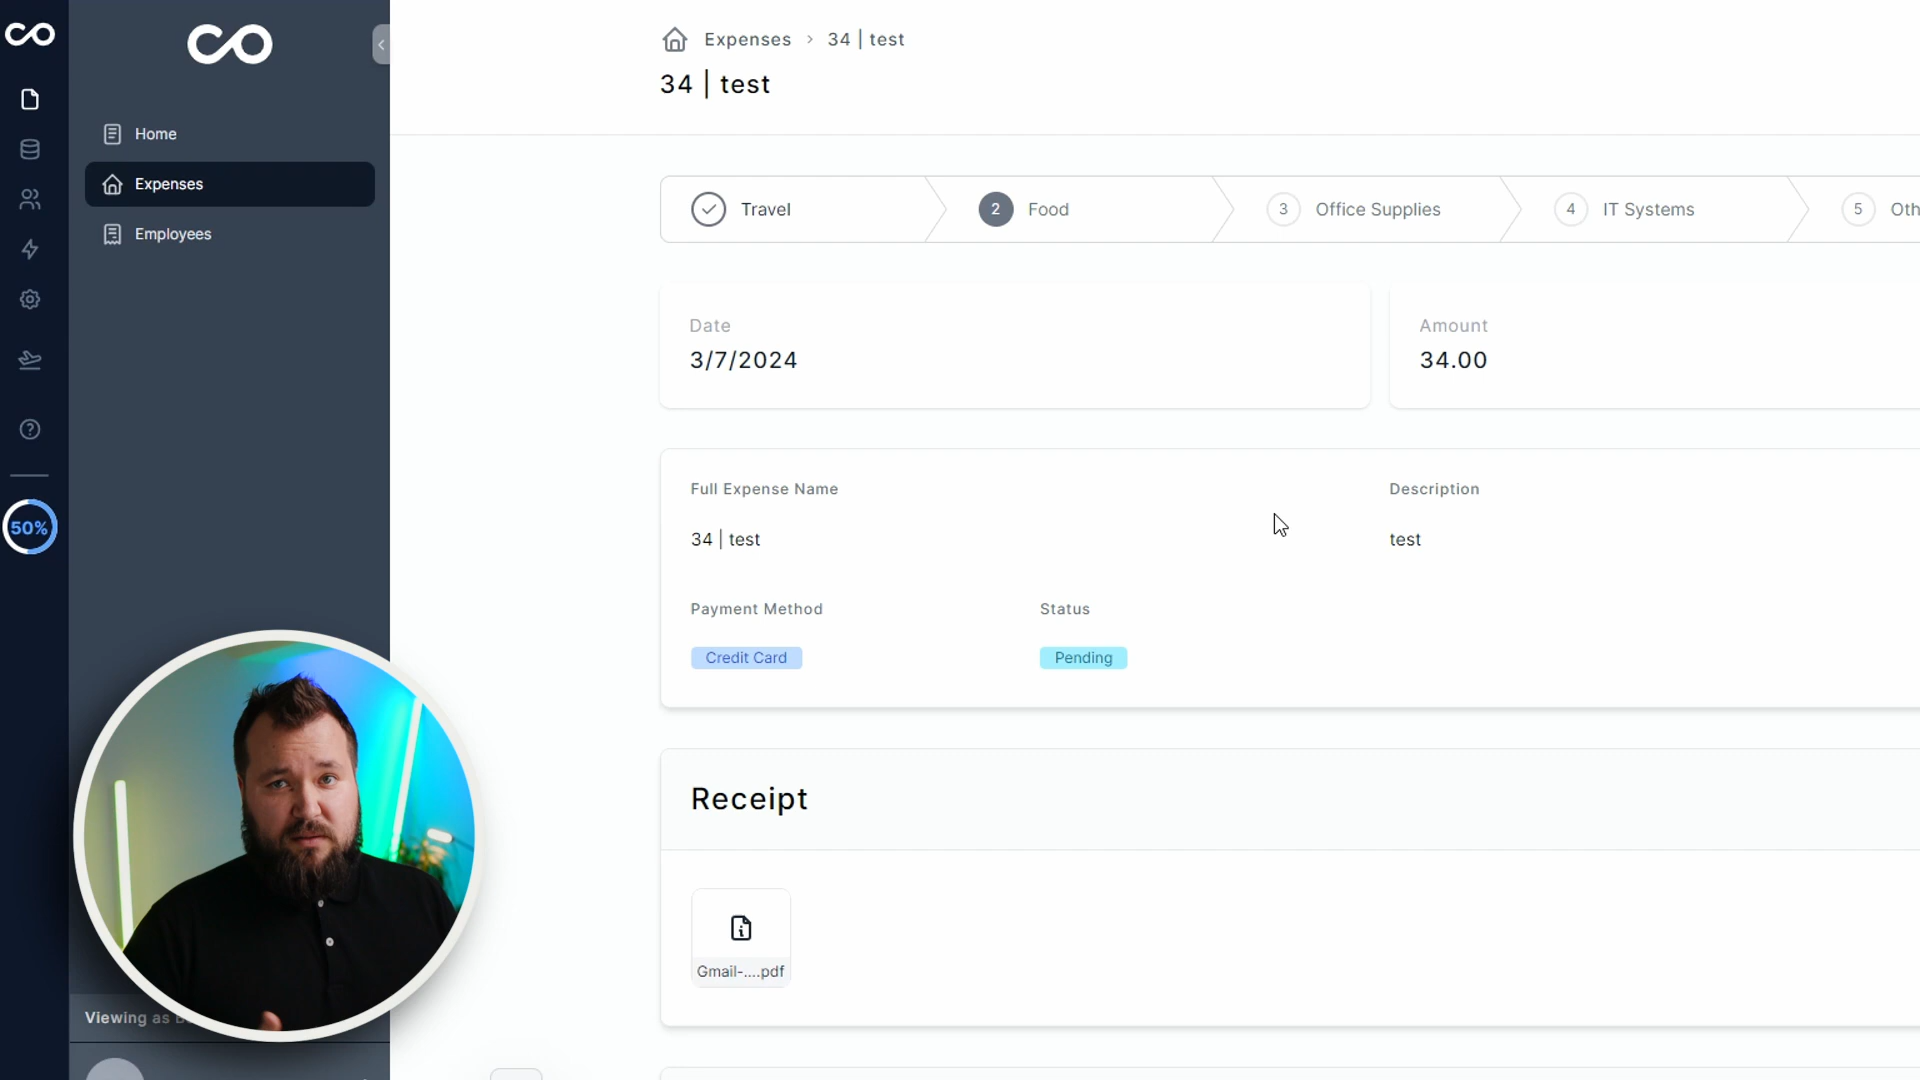 Expenses > 34 | test
34 | test
Home
Expenses
Employees
Travel
2 Food
3 Office Supplies
4 IT Systems
5 Oth
Date
3/7/2024
Amount
34.00
Full Expense Name
34 | test
Description
test
Payment Method
Credit Card
Status
Pending
50%
Receipt
Gmail-....pdf
Viewing as